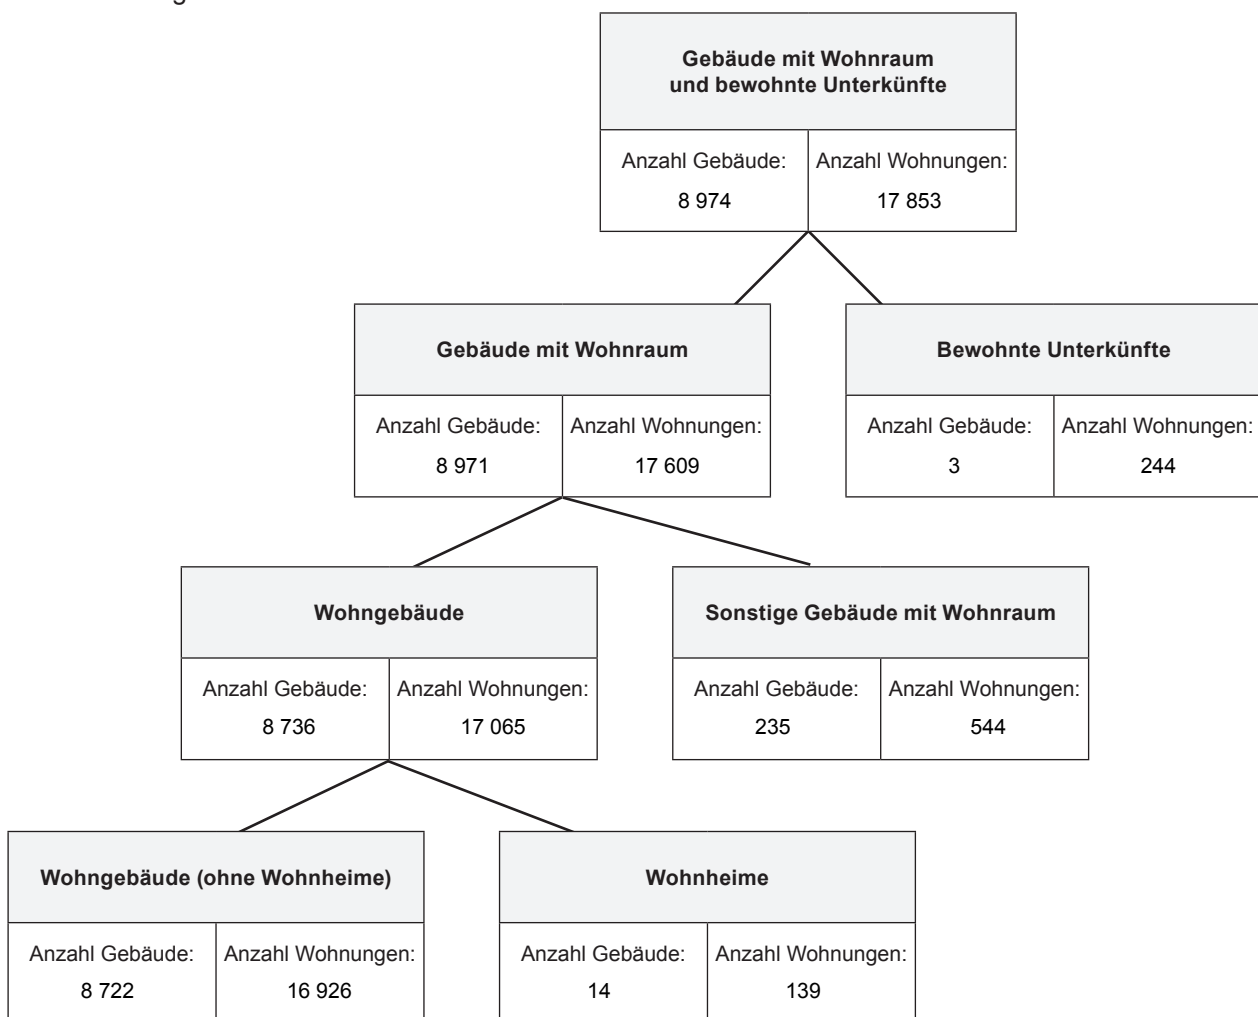 Gebäude mit Wohnraum
und bewohnte Unterkünfte
Anzahl Gebäude: Anzahl Wohnungen:
8 974 17 853
Gebäude mit Wohnraum
Anzahl Gebäude: Anzahl Wohnungen:
8 971 17 609
Bewohnte Unterkünfte
Anzahl Gebäude: Anzahl Wohnungen:
3 244
Wohngebäude
Anzahl Gebäude: Anzahl Wohnungen:
8 736 17 065
Sonstige Gebäude mit Wohnraum
Anzahl Gebäude: Anzahl Wohnungen:
235 544
Wohngebäude (ohne Wohnheime)
Anzahl Gebäude: Anzahl Wohnungen:
8 722 16 926
Wohnheime
Anzahl Gebäude: Anzahl Wohnungen:
14 139